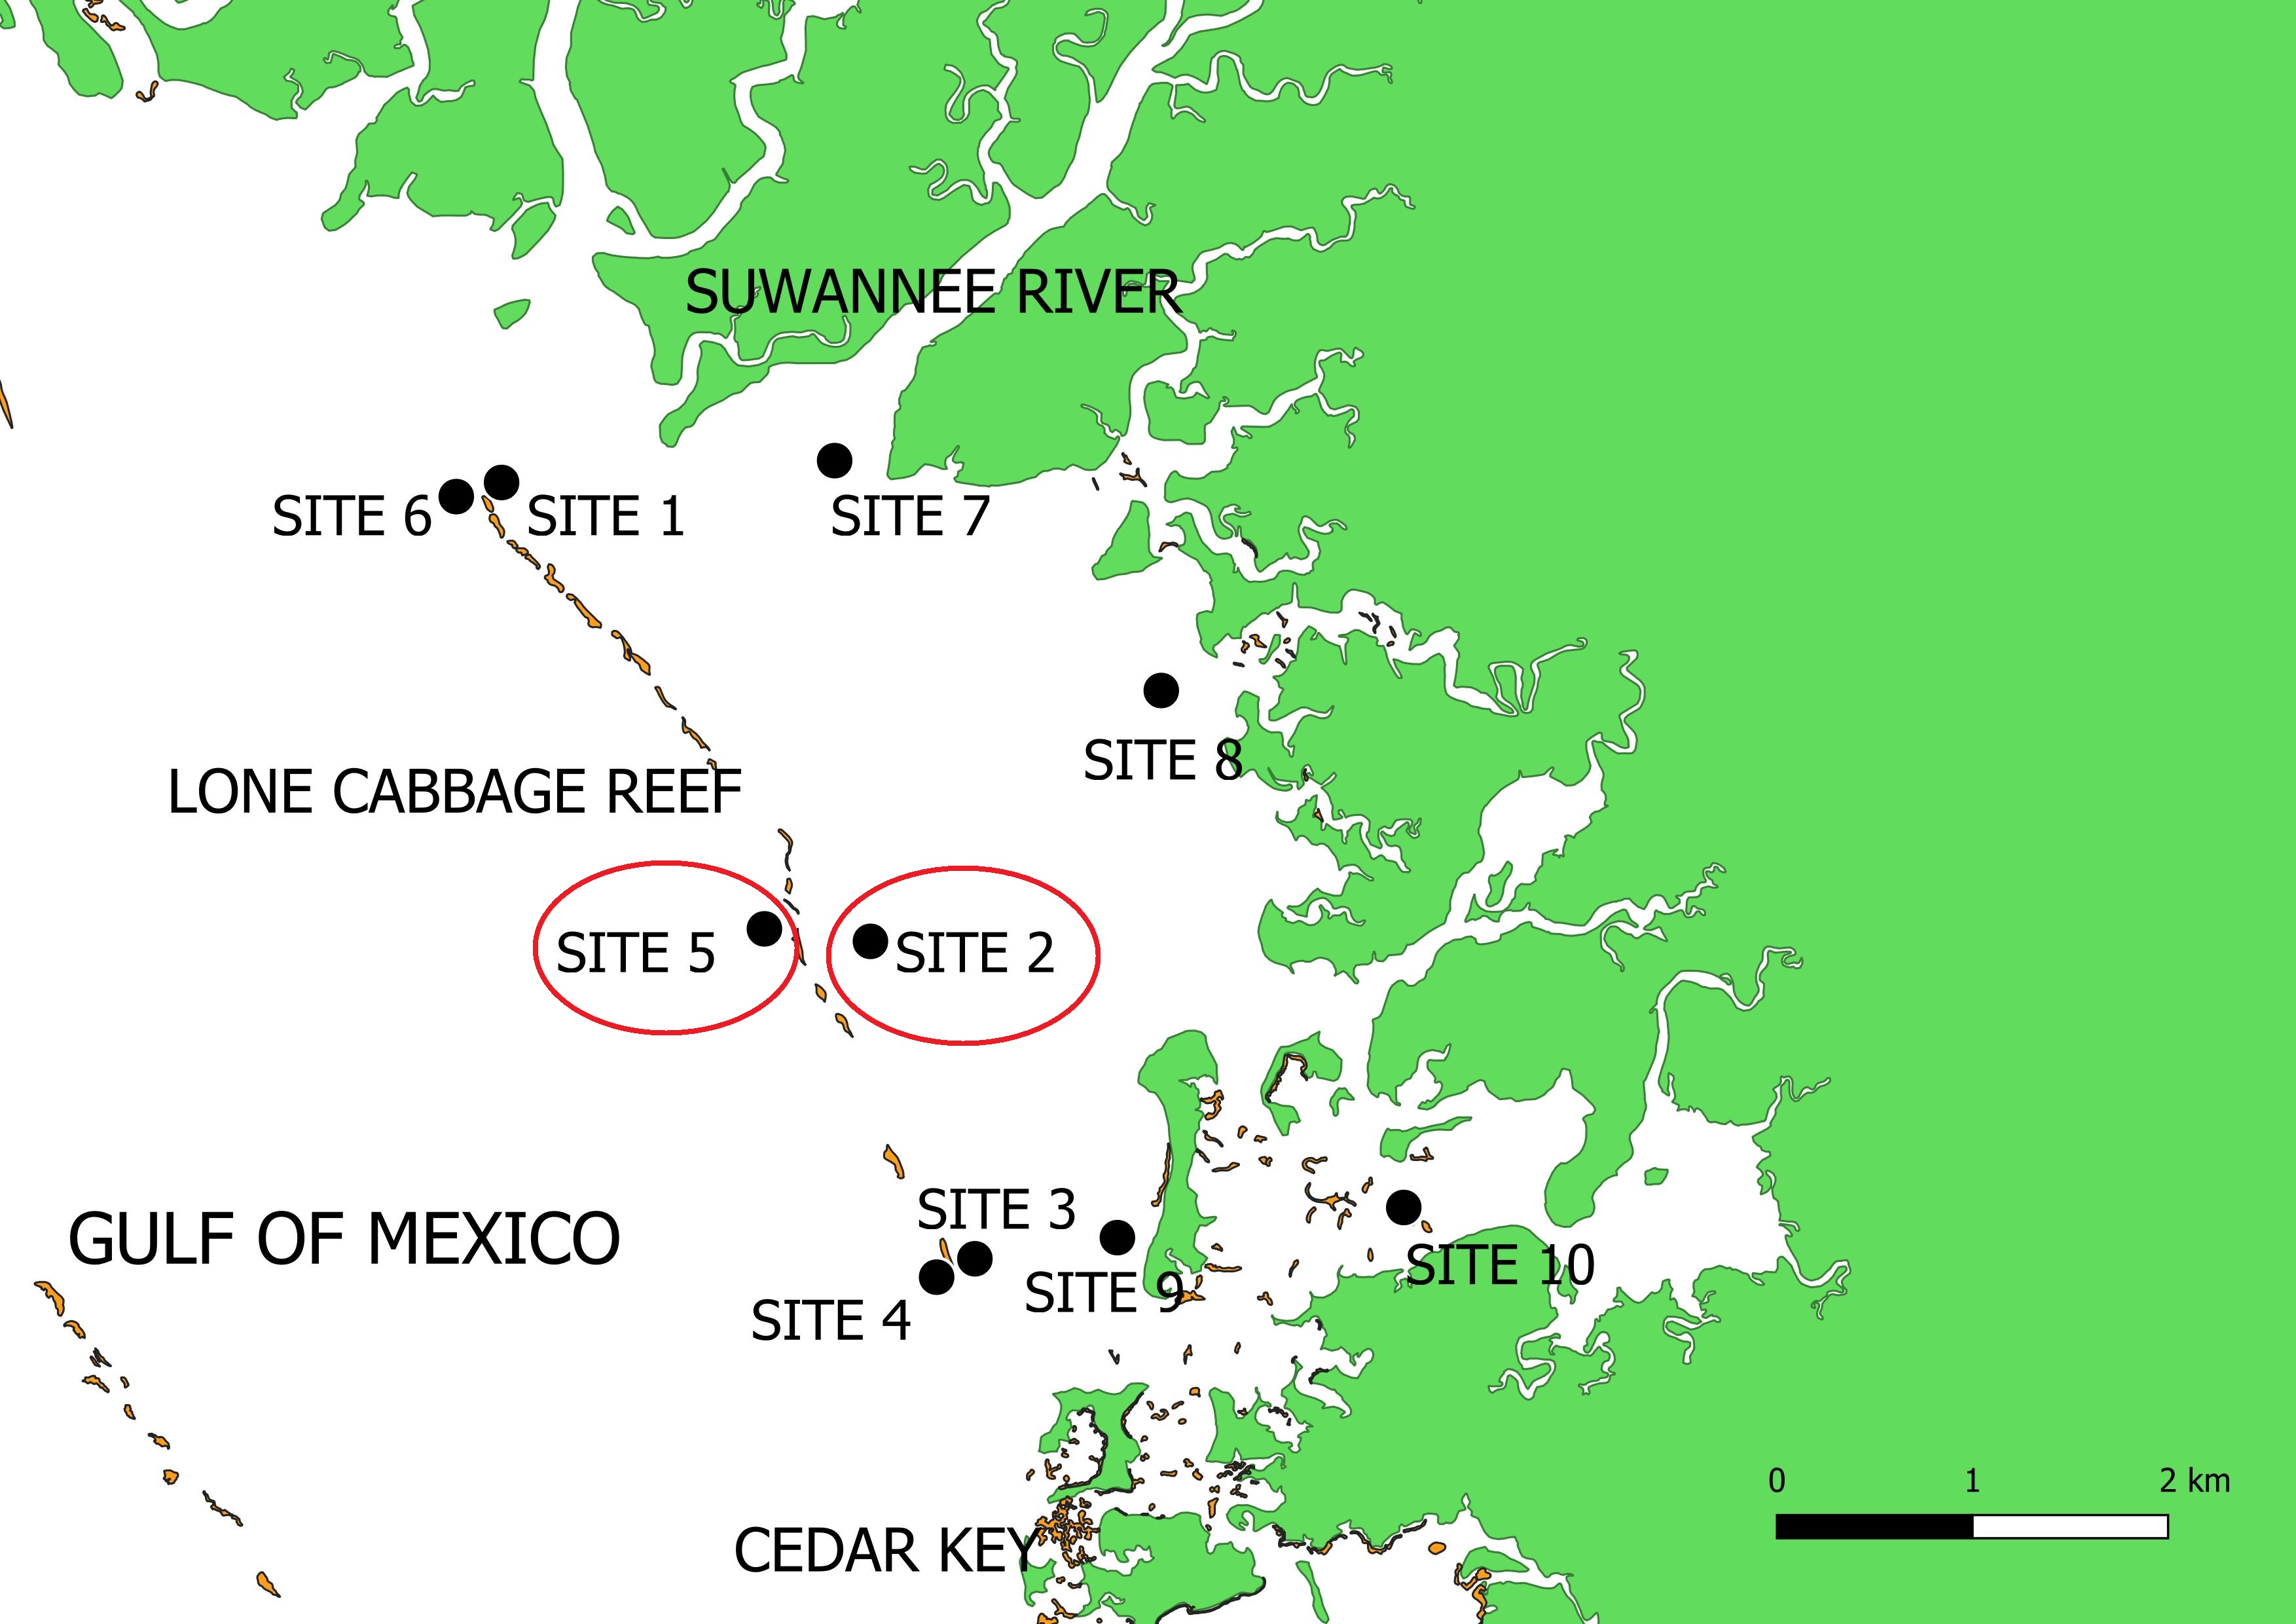 SUWANNEE RIVER
SITE 6
SITE 1
SITE 7
SITE 8
LONE CABBAGE REEF
SITE 5
SITE 2
SITE 3
GULF OF MEXICO
SITE 10
SITE 9
SITE 4
0 1 2 km
CEDAR KEY